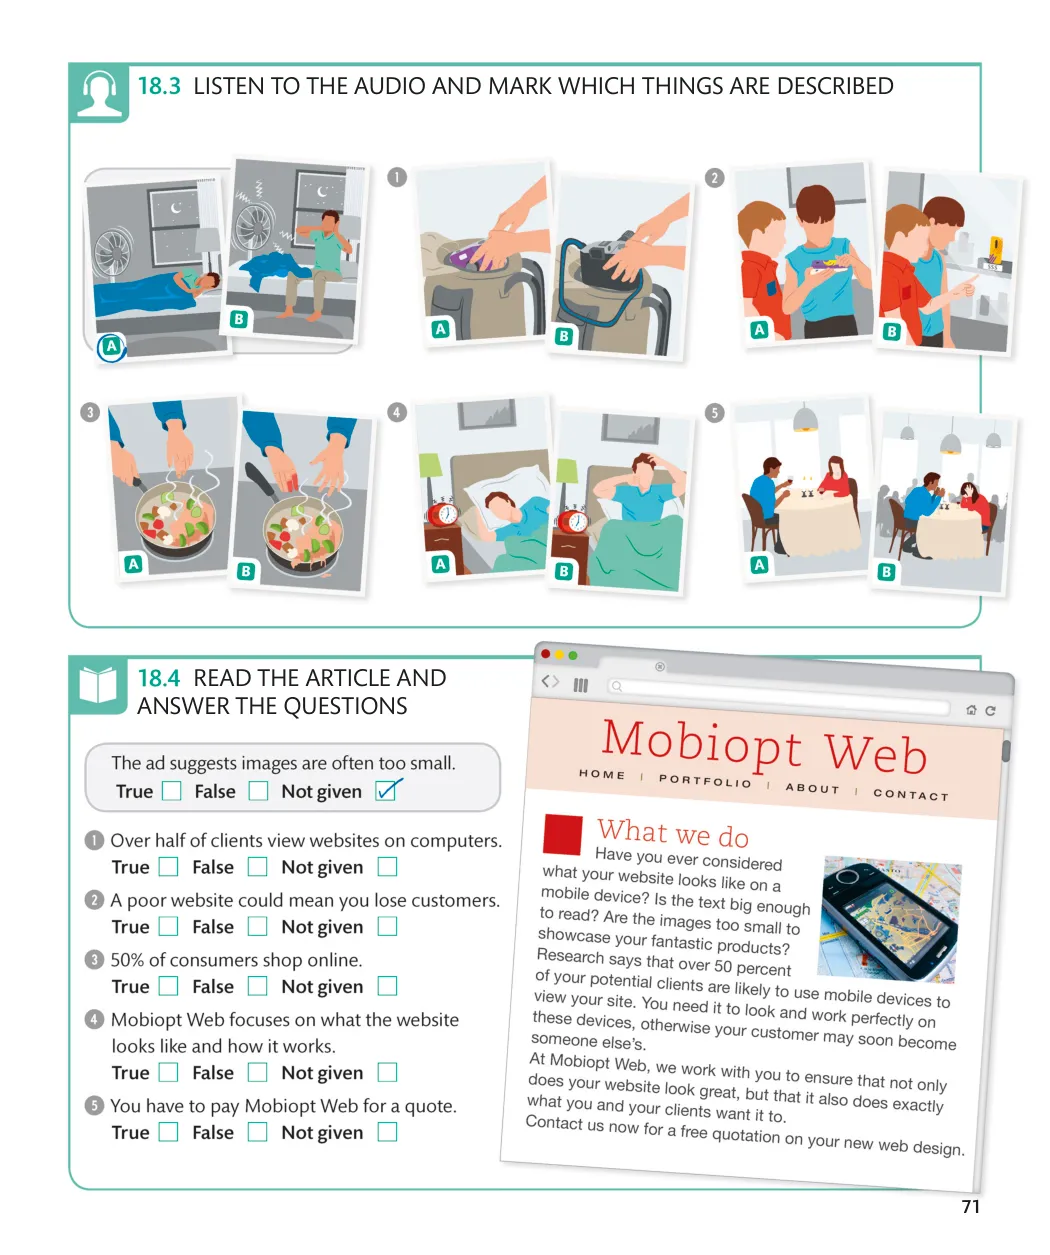 18.3 LISTEN TO THE AUDIO AND MARK WHICH THINGS ARE DESCRIBED
A
B
1
A
B
2
A
B
3
A
B
4
A
B
5
A
B
18.4 READ THE ARTICLE AND
ANSWER THE QUESTIONS
The ad suggests images are often too small.
True False Not given
1 Over half of clients view websites on computers.
True False Not given
2 A poor website could mean you lose customers.
True False Not given
3 50% of consumers shop online.
True False Not given
4 Mobiopt Web focuses on what the website
looks like and how it works.
True False Not given
5 You have to pay Mobiopt Web for a quote.
True False Not given
Mobiopt Web
HOME | PORTFOLIO | ABOUT | CONTACT
What we do
Have you ever considered
what your website looks like on a
mobile device? Is the text big enough
to read? Are the images too small to
showcase your fantastic products?
Research says that over 50 percent
of your potential clients are likely to use mobile devices to
view your site. You need it to look and work perfectly on
these devices, otherwise your customer may soon become
someone else's.
At Mobiopt Web, we work with you to ensure that not only
does your website look great, but that it also does exactly
what you and your clients want it to.
Contact us now for a free quotation on your new web design.
71